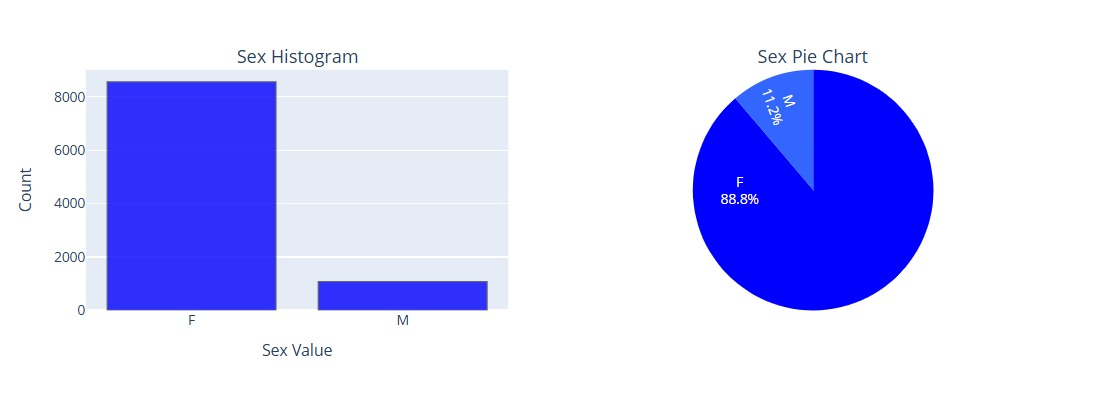 Sex Histogram
8000
6000
4000
2000
0
Count
F
M
Sex Value
Sex Pie Chart
M
11.2%
F
88.8%